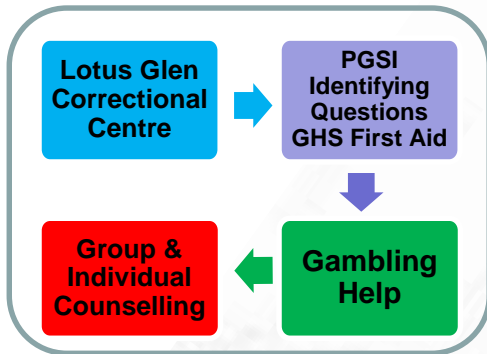 Lotus Glen
Correctional
Centre
PGSI
Identifying
Questions
GHS First Aid
Gambling
Help
Group &
Individual
Counselling